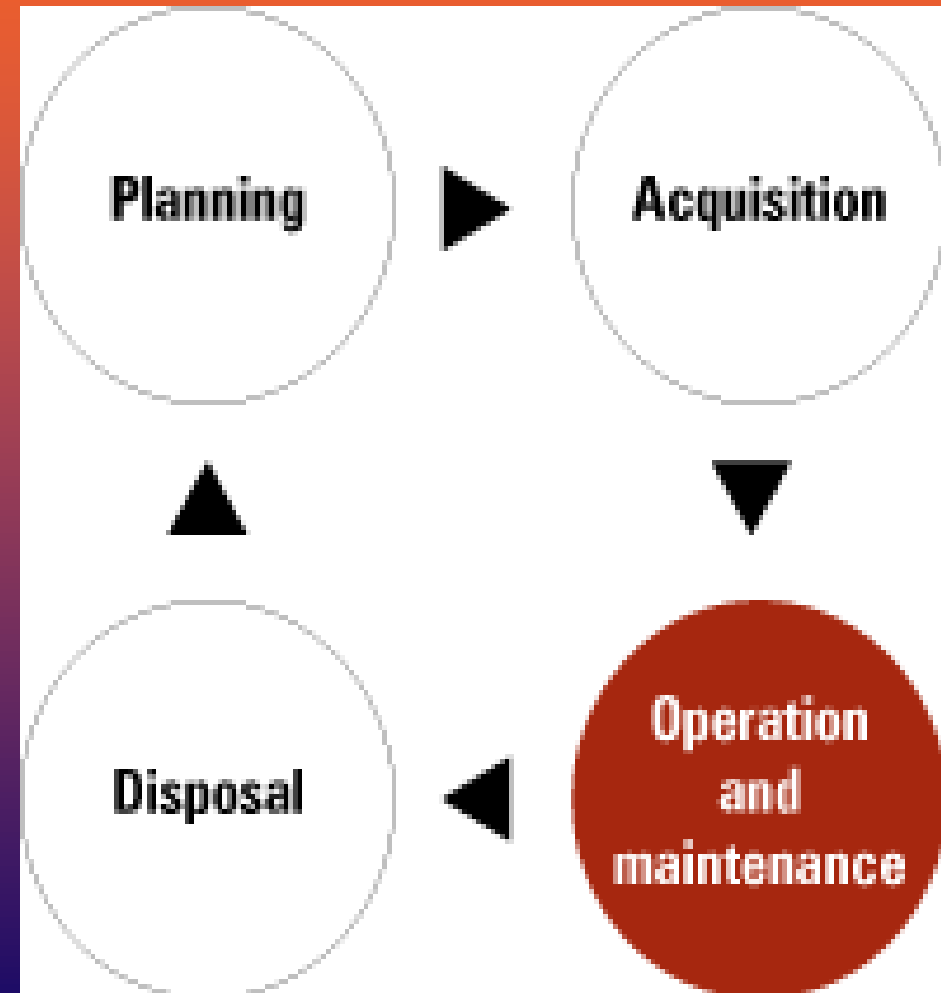 Planning
Acquisition
Disposal
Operation
and
maintenance